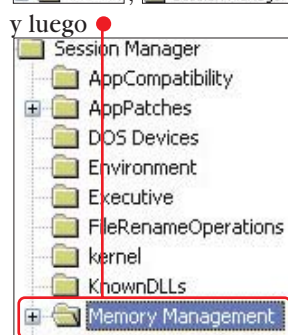 y luego
Session Manager
AppCompatibility
AppPatches
DOS Devices
Environment
Executive
FileRenameOperations
kernel
KnownDLLs
Memory Management